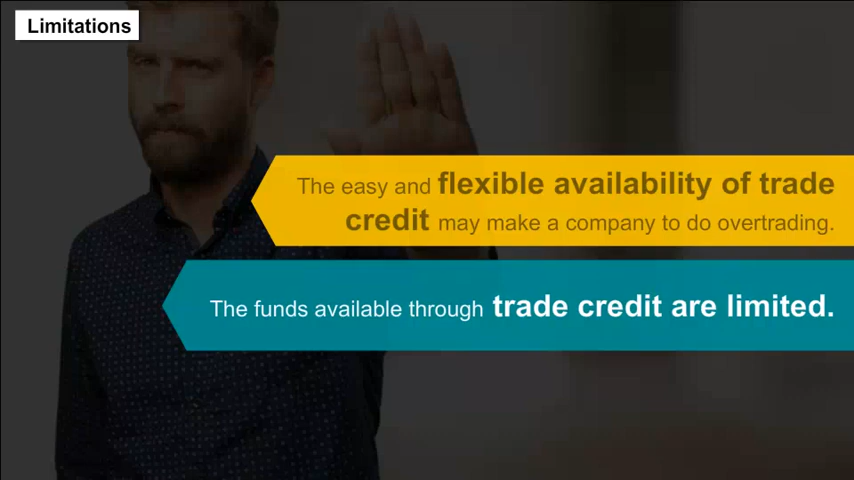 Limitations
The easy and flexible availability of trade
credit may make a company to do overtrading.
The funds available through trade credit are limited.